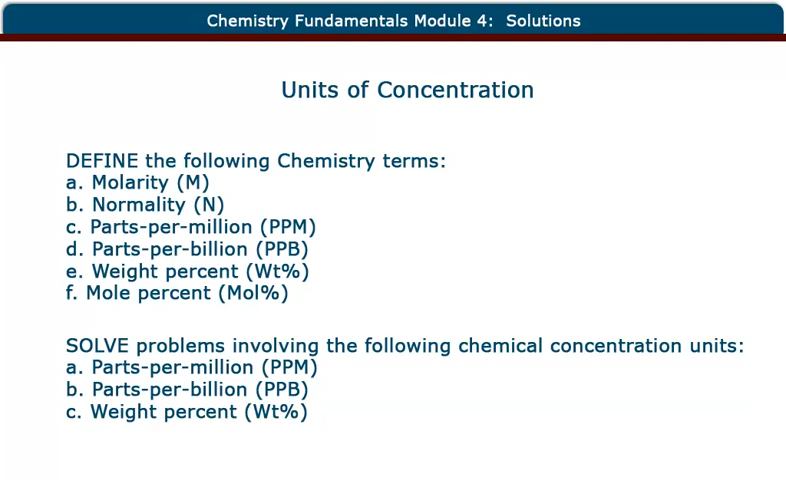 Chemistry Fundamentals Module 4: Solutions
Units of Concentration
DEFINE the following Chemistry terms:
a. Molarity (M)
b. Normality (N)
c. Parts-per-million (PPM)
d. Parts-per-billion (PPB)
e. Weight percent (Wt%)
f. Mole percent (Mol%)
SOLVE problems involving the following chemical concentration units:
a. Parts-per-million (PPM)
b. Parts-per-billion (PPB)
c. Weight percent (Wt%)